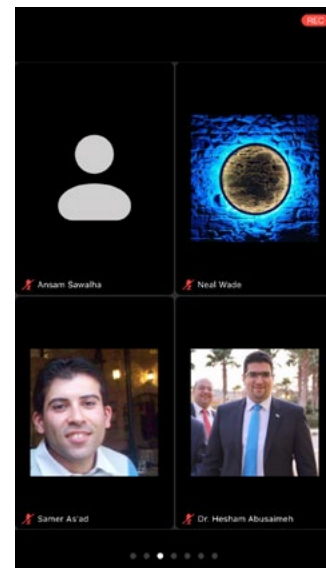 REC
Ansam Sawalha
Neal Wade
Samer As'ad
Dr. Hesham Abusaimeh